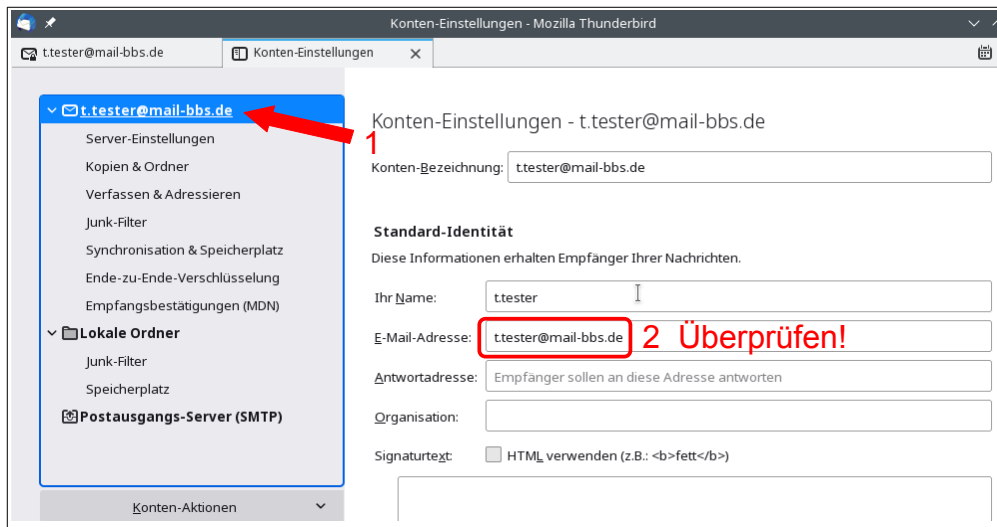 Konten-Einstellungen - Mozilla Thunderbird
t.tester@mail-bbs.de
Konten-Einstellungen
t.tester@mail-bbs.de
Server-Einstellungen
Kopien & Ordner
Verfassen & Adressieren
Junk-Filter
Synchronisation & Speicherplatz
Ende-zu-Ende-Verschlüsselung
Empfangsbestätigungen (MDN)
Lokale Ordner
Junk-Filter
Speicherplatz
Postausgangs-Server (SMTP)
Konten-Aktionen
1
Konten-Einstellungen - t.tester@mail-bbs.de
Konten-Bezeichnung: t.tester@mail-bbs.de
Standard-Identität
Diese Informationen erhalten Empfänger Ihrer Nachrichten.
Ihr Name: t.tester
E-Mail-Adresse: t.tester@mail-bbs.de 2 Überprüfen!
Antwortadresse: Empfänger sollen an diese Adresse antworten
Organisation:
Signaturtext: HTML verwenden (z.B.: <b>fett</b>)